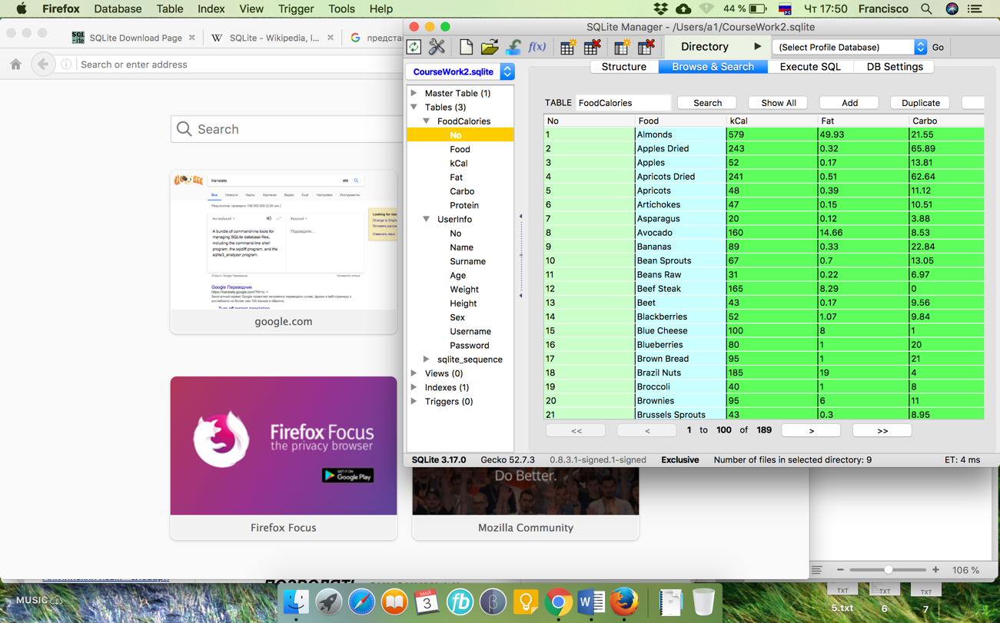 Firefox Database Table Index View Trigger Tools Help 44 % Чт 17:50 Francisco
SQLite Download Page
SQLite - Wikipedia, l...
предста
Search or enter address
Search
translate
Английский
Русский
A bundle of command-line tools for
managing SQLite database files,
including the command-line shell
program, the sqldiff program, and the
sqlite3_analyzer program.
Google Переводчик
google.com
Firefox Focus
the privacy browser
GET IT ON
Google Play
Firefox Focus
Do Better.
Mozilla Community
SQLite Manager - /Users/a1/CourseWork2.sqlite
f(x)
Directory
(Select Profile Database)
Go
CourseWork2.sqlite
Structure Browse & Search Execute SQL DB Settings
Master Table (1)
Tables (3)
FoodCalories
No
Food
kCal
Fat
Carbo
Protein
UserInfo
No
Name
Surname
Age
Weight
Height
Sex
Username
Password
sqlite_sequence
Views (0)
Indexes (1)
Triggers (0)
TABLE FoodCalories Search Show All Add Duplicate
No Food kCal Fat Carbo
1 Almonds 579 49.93 21.55
2 Apples Dried 243 0.32 65.89
3 Apples 52 0.17 13.81
4 Apricots Dried 241 0.51 62.64
5 Apricots 48 0.39 11.12
6 Artichokes 47 0.15 10.51
7 Asparagus 20 0.12 3.88
8 Avocado 160 14.66 8.53
9 Bananas 89 0.33 22.84
10 Bean Sprouts 67 0.7 13.05
11 Beans Raw 31 0.22 6.97
12 Beef Steak 165 8.29 0
13 Beet 43 0.17 9.56
14 Blackberries 52 1.07 9.84
15 Blue Cheese 100 8 1
16 Blueberries 80 1 20
17 Brown Bread 95 1 21
18 Brazil Nuts 185 19 4
19 Broccoli 40 1 8
20 Brownies 95 6 11
21 Brussels Sprouts 43 0.3 8.95
<< < 1 to 100 of 189 > >>
SQLite 3.17.0 Gecko 52.7.3 0.8.3.1-signed.1-signed Exclusive Number of files in selected directory: 9 ET: 4 ms
106 %
MUSIC
МАЙ
3
TXT
5.txt
TXT
6
TXT
7